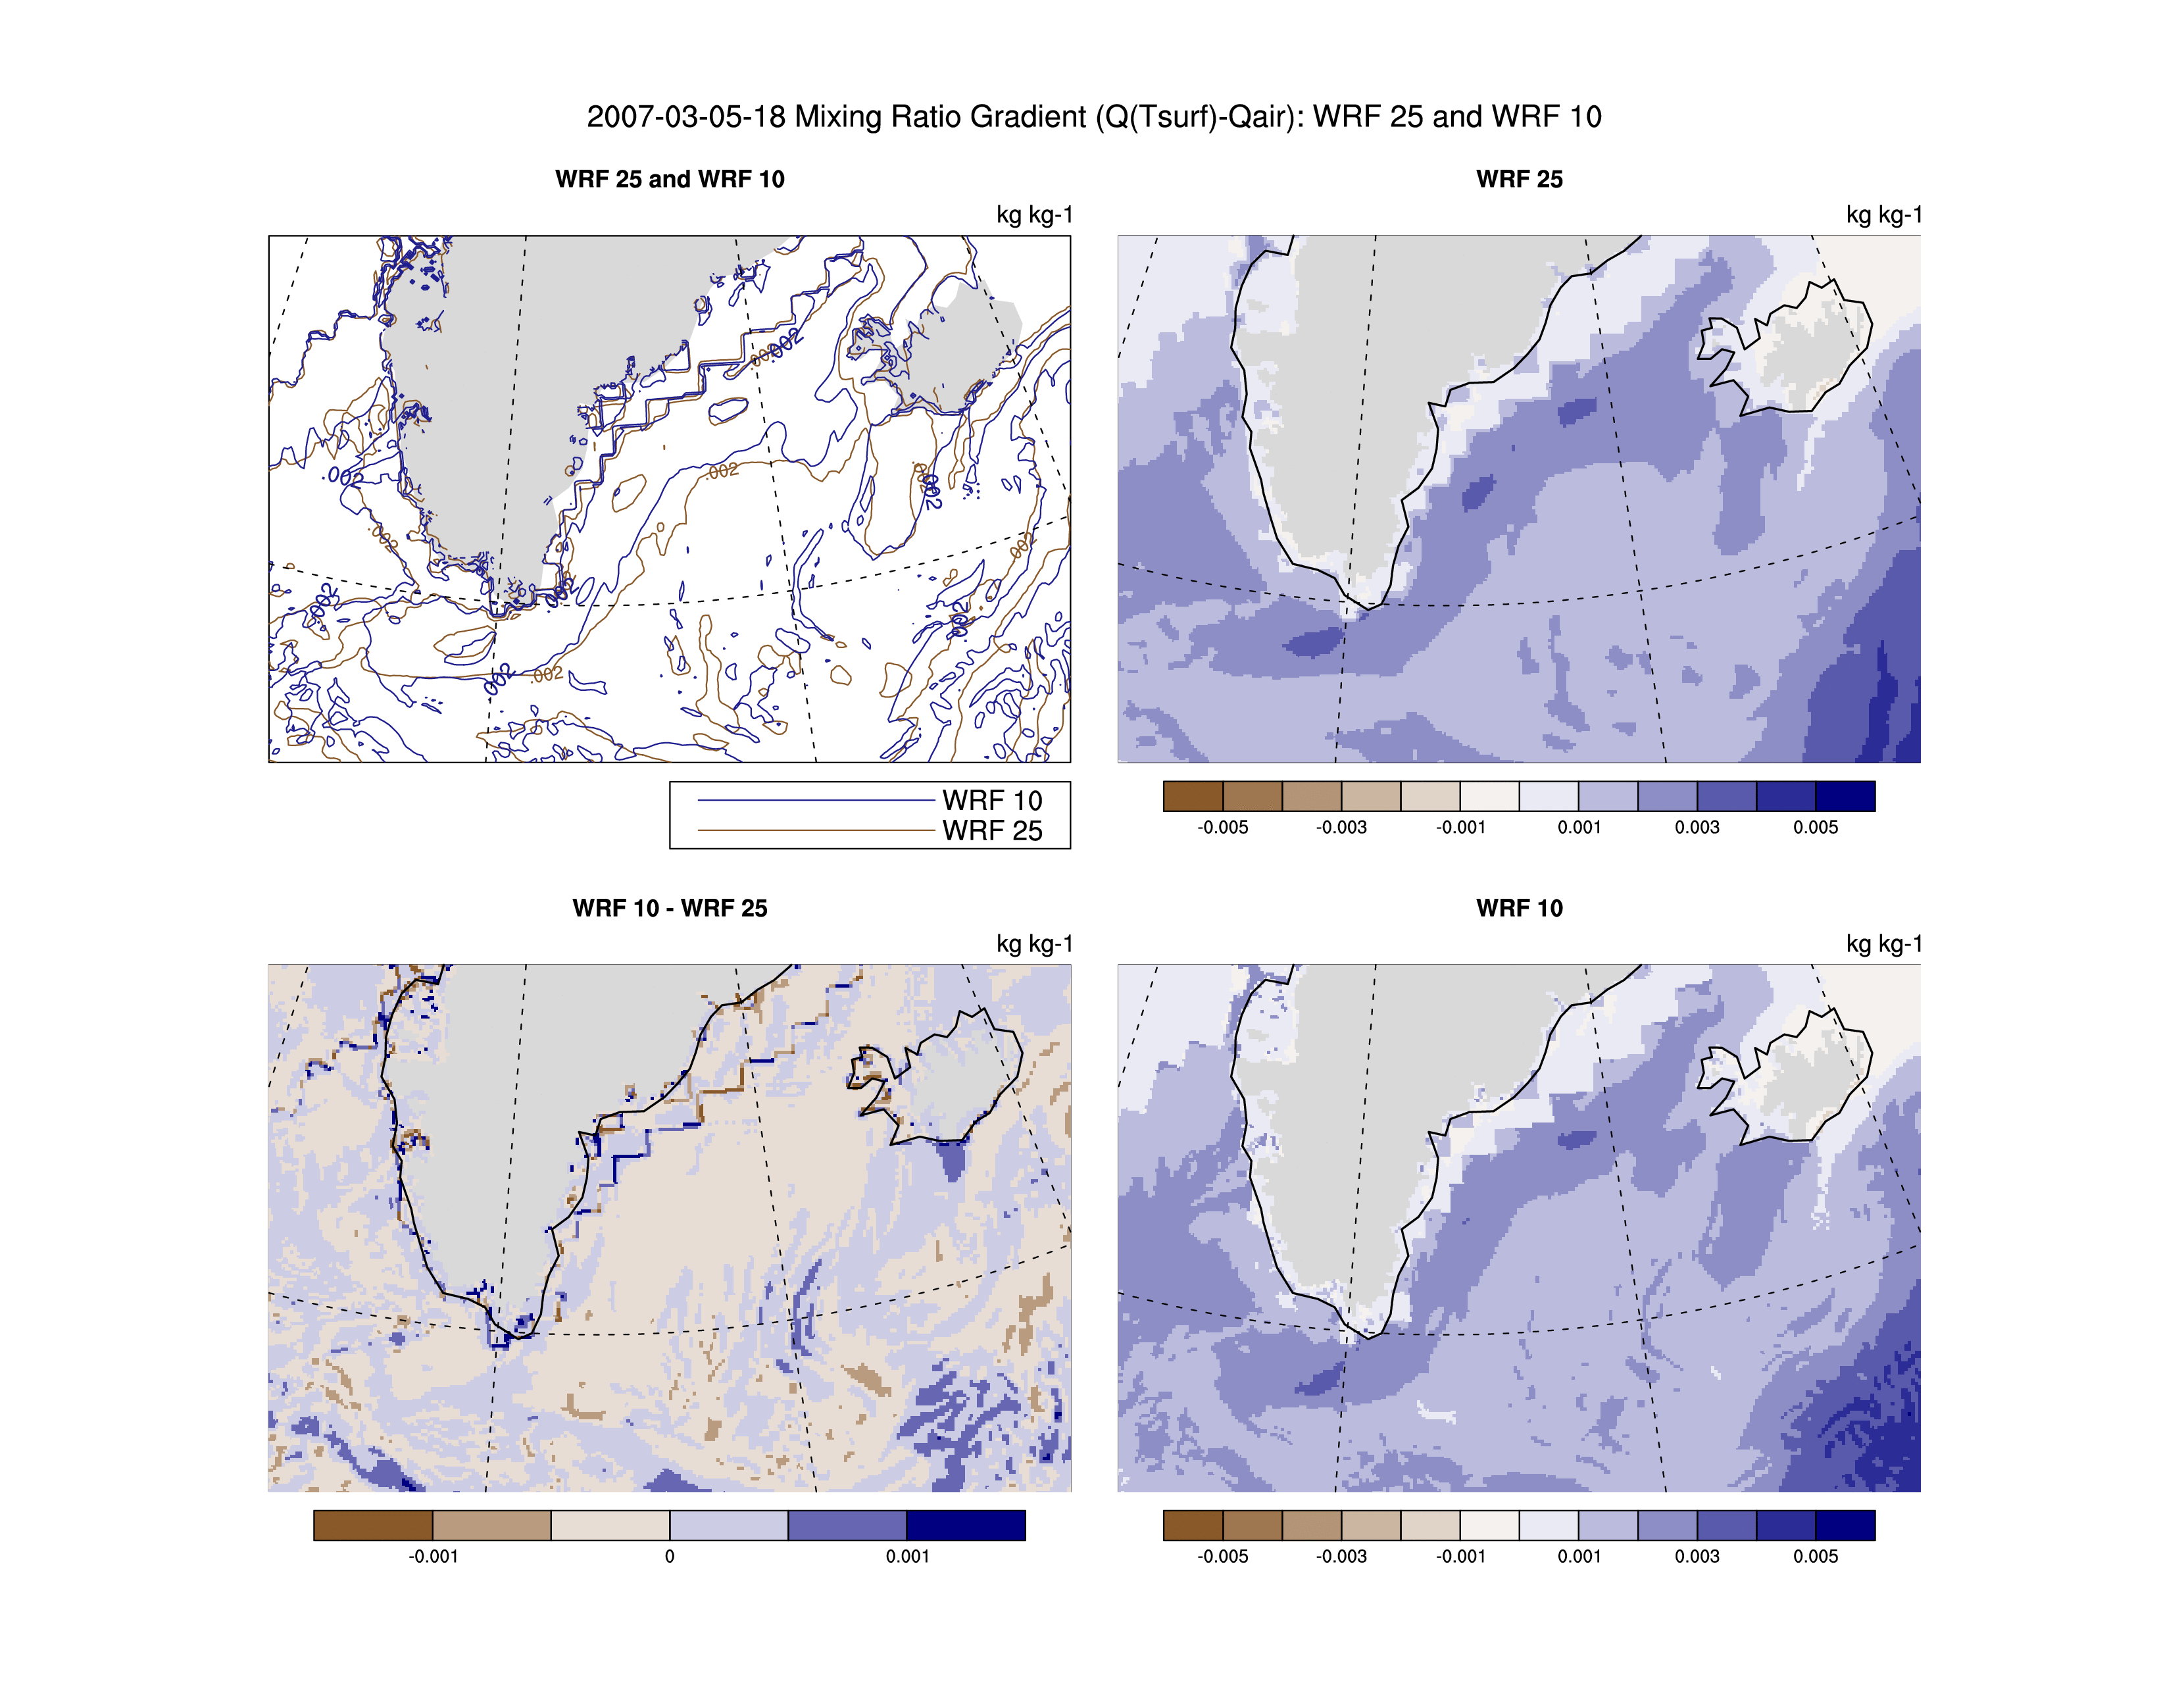 2007-03-05-18 Mixing Ratio Gradient (Q(Tsurf)-Qair): WRF 25 and WRF 10
WRF 25 and WRF 10
kg kg-1
.002
.002
.002
.002
.002
.002
.002
.002
.002
.002
.002
.002
.002
WRF 10
WRF 25
WRF 25
kg kg-1
-0.005 -0.003 -0.001 0.001 0.003 0.005
WRF 10 - WRF 25
kg kg-1
-0.001 0 0.001
WRF 10
kg kg-1
-0.005 -0.003 -0.001 0.001 0.003 0.005